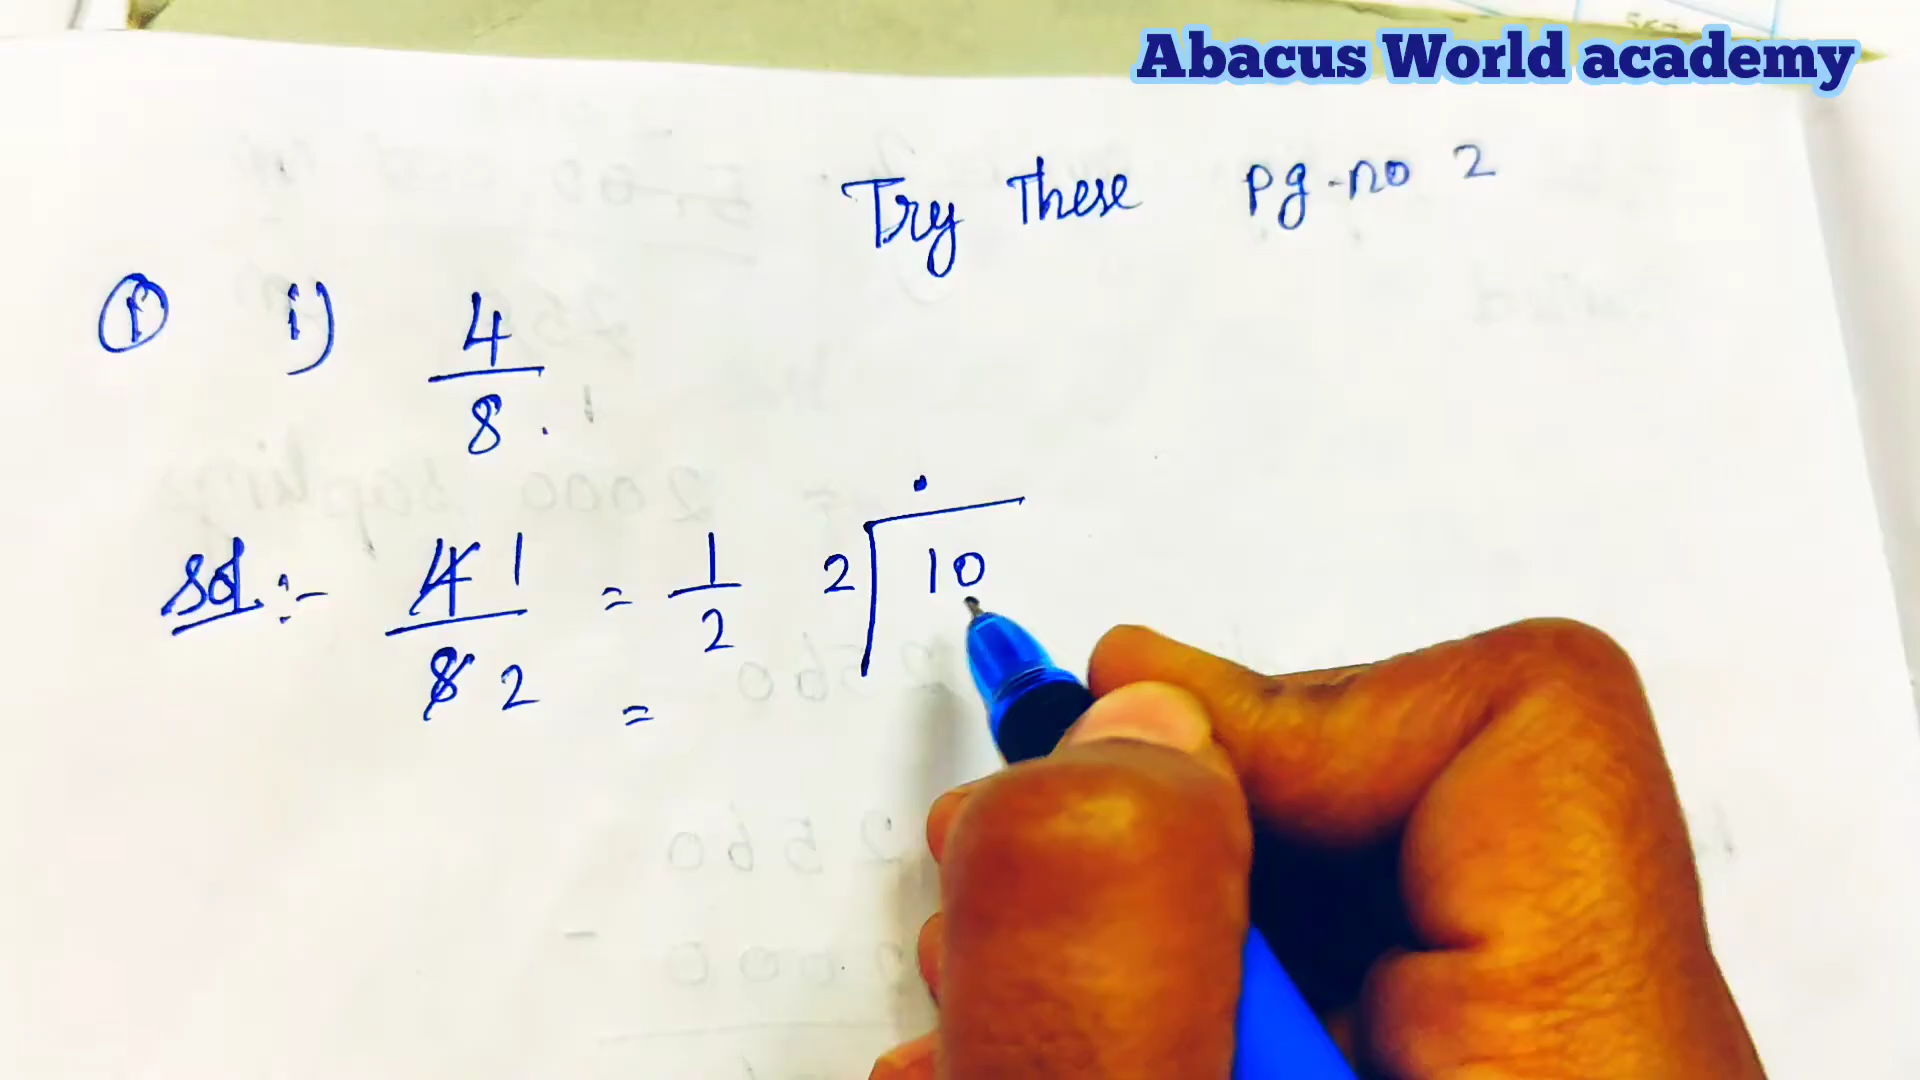 Abacus World academy
Try These pg.no 2
① i) 4/8
Sol:- 4 1 / 8 2 = 1/2 2 10
=